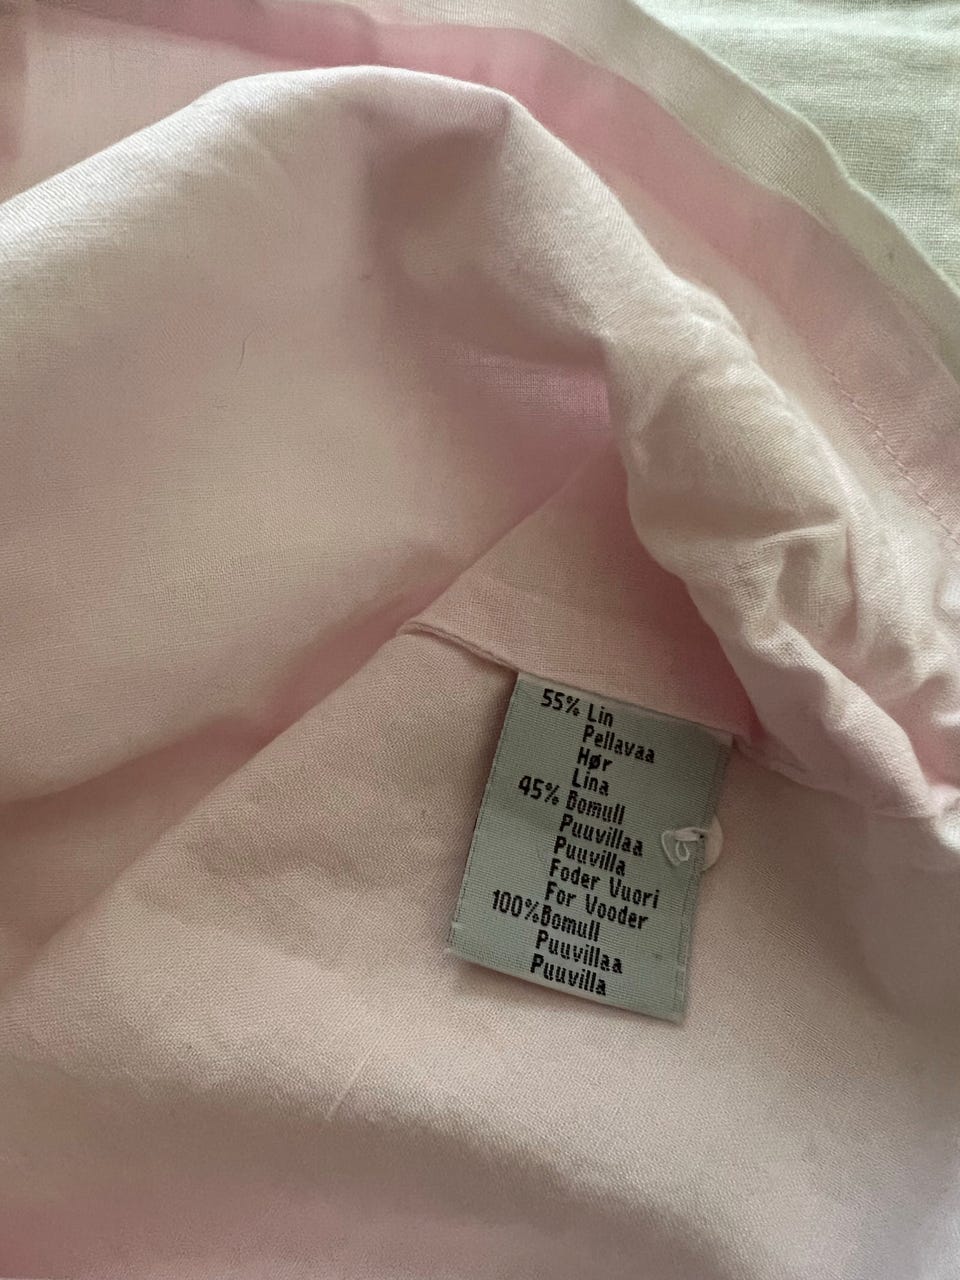 55% Lin
Pellavaa
Hør
Lina
45% Bomull
Puuvillaa
Puuvilla
Foder Vuori
For Vooder
100%Bomull
Puuvillaa
Puuvilla